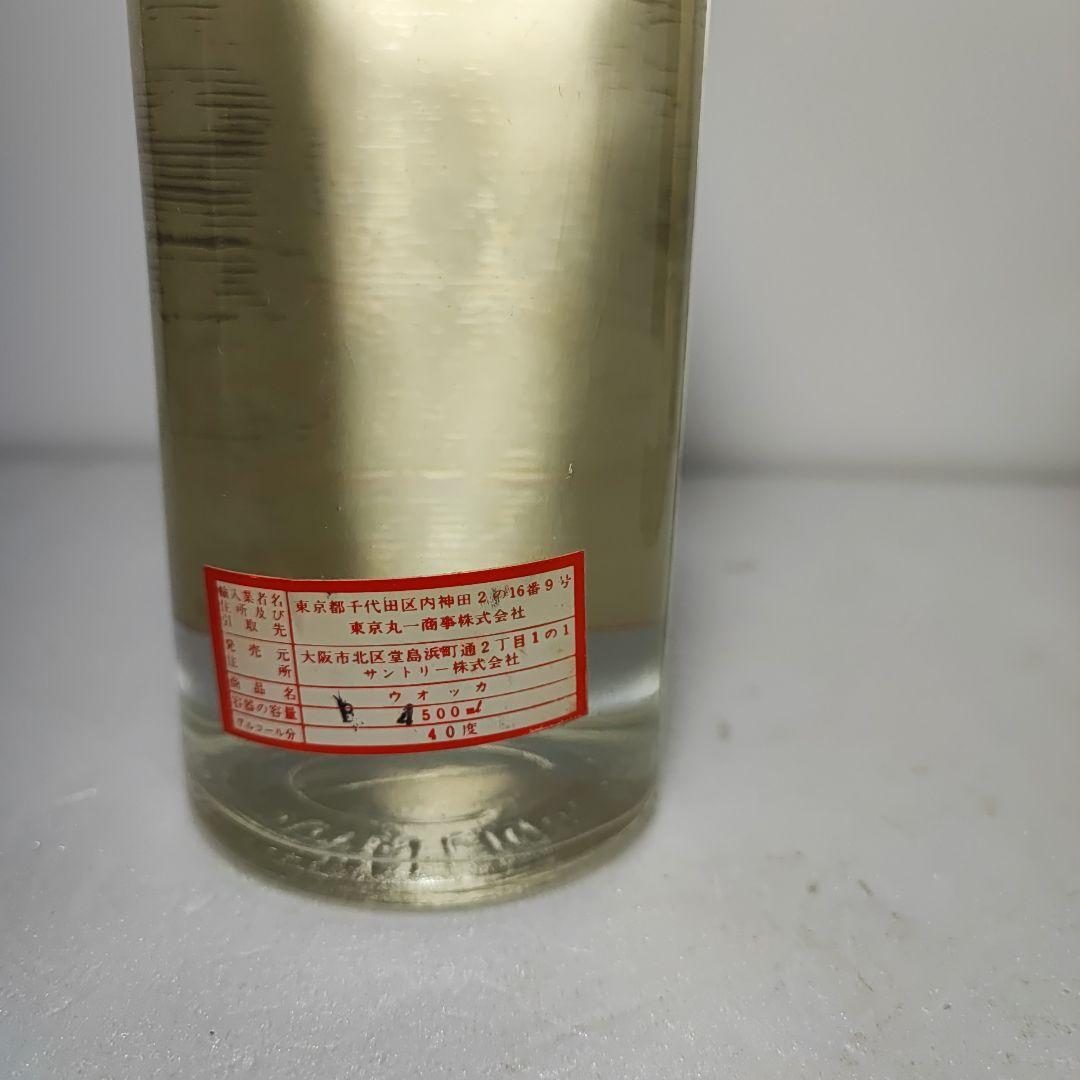 輸入業者名
住所及び
引取先
東京都千代田区内神田2の16番9号
東京丸一商事株式会社
発売元
住所
大阪市北区堂島浜町通2丁目1の1
サントリー株式会社
商品名 ウオッカ
容器の容量 B 4 500ml
アルコール分 40度